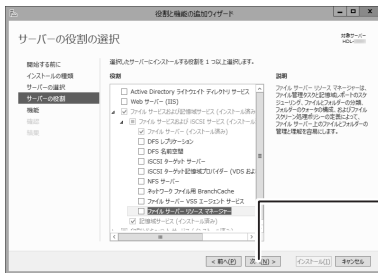 役割と機能の追加ウィザード
サーバーの役割の選択
対象サーバー
HDL-
開始する前に
インストールの種類
サーバーの選択
サーバーの役割
機能
確認
結果
選択したサーバーにインストールする役割を 1 つ以上選択します。
役割
Active Directory ライトウェイト ディレクトリ サービス
Web サーバー (IIS)
ファイル サービスおよび記憶域サービス (インストール済み)
ファイル サービスおよび iSCSI サービス (インストール
ファイル サーバー (インストール済み)
DFS レプリケーション
DFS 名前空間
iSCSI ターゲット サーバー
iSCSI ターゲット記憶域プロバイダー (VDS およ
NFS サーバー
ネットワーク ファイル用 BranchCache
ファイル サーバー VSS エージェント サービス
ファイル サーバー リソース マネージャー
記憶域サービス (インストール済み)
説明
ファイル サーバー リソース マネージャーは、
ファイル管理タスクと記憶域レポートのスケ
ジューリング、ファイルとフォルダーの分類、
フォルダーのクォータの構成、およびファイル
スクリーン処理ポリシーの定義によって、
ファイル サーバー上のファイルとフォルダーの
管理と理解を容易にします。
< 前へ(P)
次へ(N) >
インストール(I)
キャンセル